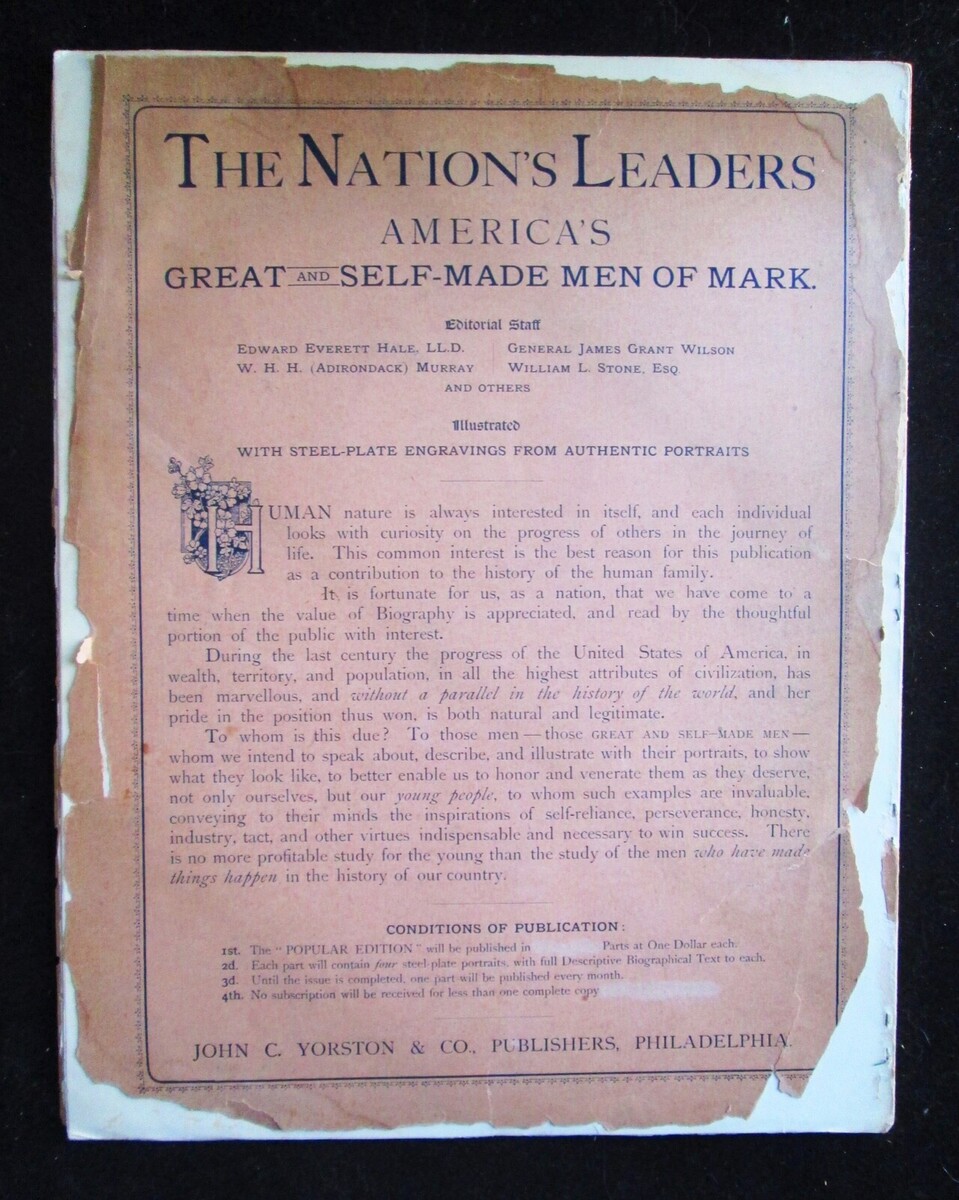 THE NATION'S LEADERS
AMERICA'S
GREAT AND SELF-MADE MEN OF MARK.
Editorial Staff
EDWARD EVERETT HALE, LL.D. GENERAL JAMES GRANT WILSON
W. H. H. (ADIRONDACK) MURRAY WILLIAM L. STONE, ESQ.
AND OTHERS
Illustrated
WITH STEEL-PLATE ENGRAVINGS FROM AUTHENTIC PORTRAITS
HUMAN nature is always interested in itself, and each individual
looks with curiosity on the progress of others in the journey of
life. This common interest is the best reason for this publication
as a contribution to the history of the human family.
It is fortunate for us, as a nation, that we have come to a
time when the value of Biography is appreciated, and read by the thoughtful
portion of the public with interest.
During the last century the progress of the United States of America, in
wealth, territory, and population, in all the highest attributes of civilization, has
been marvellous, and without a parallel in the history of the world, and her
pride in the position thus won, is both natural and legitimate.
To whom is this due? To those men — those GREAT AND SELF-MADE MEN —
whom we intend to speak about, describe, and illustrate with their portraits, to show
what they look like, to better enable us to honor and venerate them as they deserve,
not only ourselves, but our young people, to whom such examples are invaluable,
conveying to their minds the inspirations of self-reliance, perseverance, honesty,
industry, tact, and other virtues indispensable and necessary to win success. There
is no more profitable study for the young than the study of the men who have made
things happen in the history of our country.
CONDITIONS OF PUBLICATION:
1st. The "POPULAR EDITION" will be published in Parts at One Dollar each.
2d. Each part will contain four steel-plate portraits, with full Descriptive Biographical Text to each.
3d. Until the issue is completed, one part will be published every month.
4th. No subscription will be received for less than one complete copy
JOHN C. YORSTON & CO., PUBLISHERS, PHILADELPHIA.